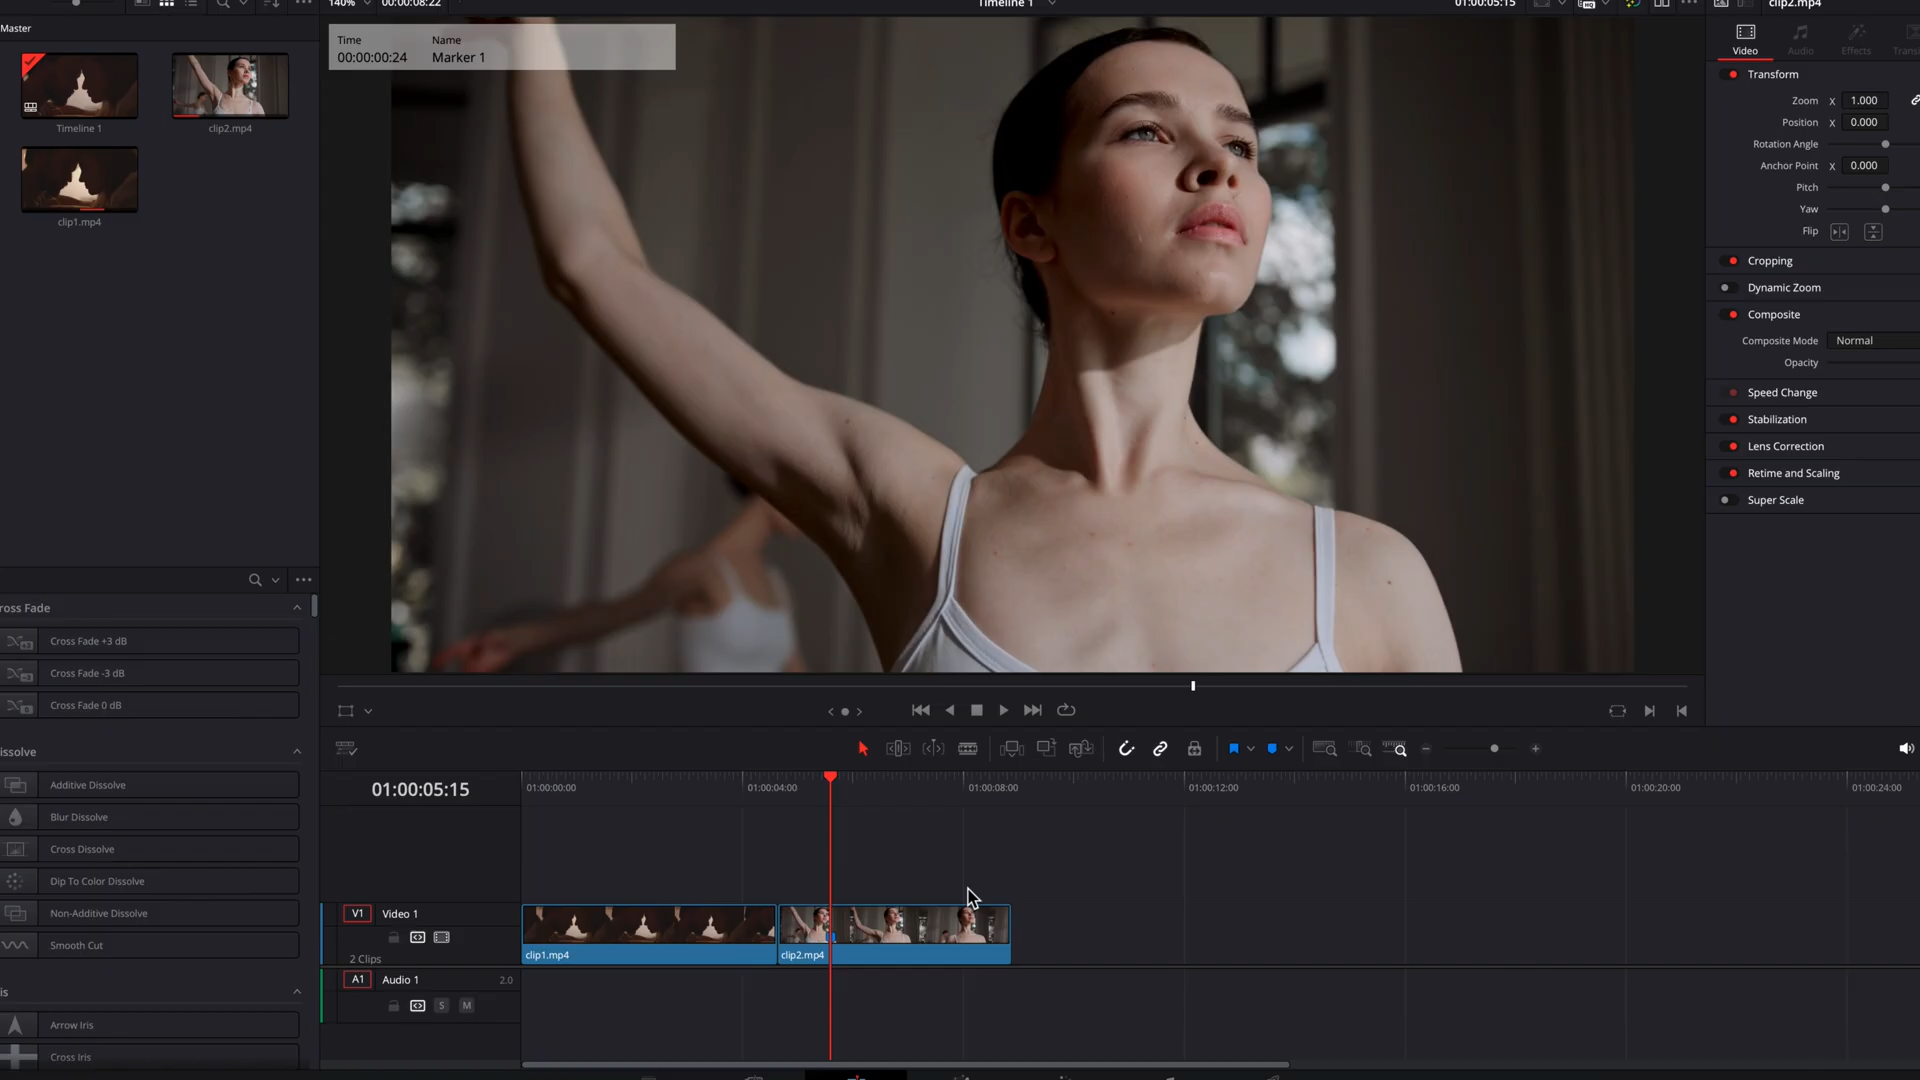 140%
00:00:08:22
Timeline 1
01:00:05:15
clip2.mp4
Master
Time
Name
00:00:00:24
Marker 1
Timeline 1
clip2.mp4
clip1.mp4
Video
Audio
Effects
Transi
Transform
Zoom X 1.000
Position X 0.000
Rotation Angle
Anchor Point X 0.000
Pitch
Yaw
Flip
Cropping
Dynamic Zoom
Composite
Composite Mode Normal
Opacity
Speed Change
Stabilization
Lens Correction
Retime and Scaling
Super Scale
ross Fade
Cross Fade +3 dB
Cross Fade -3 dB
Cross Fade 0 dB
issolve
Additive Dissolve
Blur Dissolve
Cross Dissolve
Dip To Color Dissolve
Non-Additive Dissolve
Smooth Cut
is
Arrow Iris
Cross Iris
01:00:05:15
01:00:00:00
01:00:04:00
01:00:08:00
01:00:12:00
01:00:16:00
01:00:20:00
01:00:24:00
V1
Video 1
2 Clips
clip1.mp4
clip2.mp4
A1
Audio 1
2.0
S
M